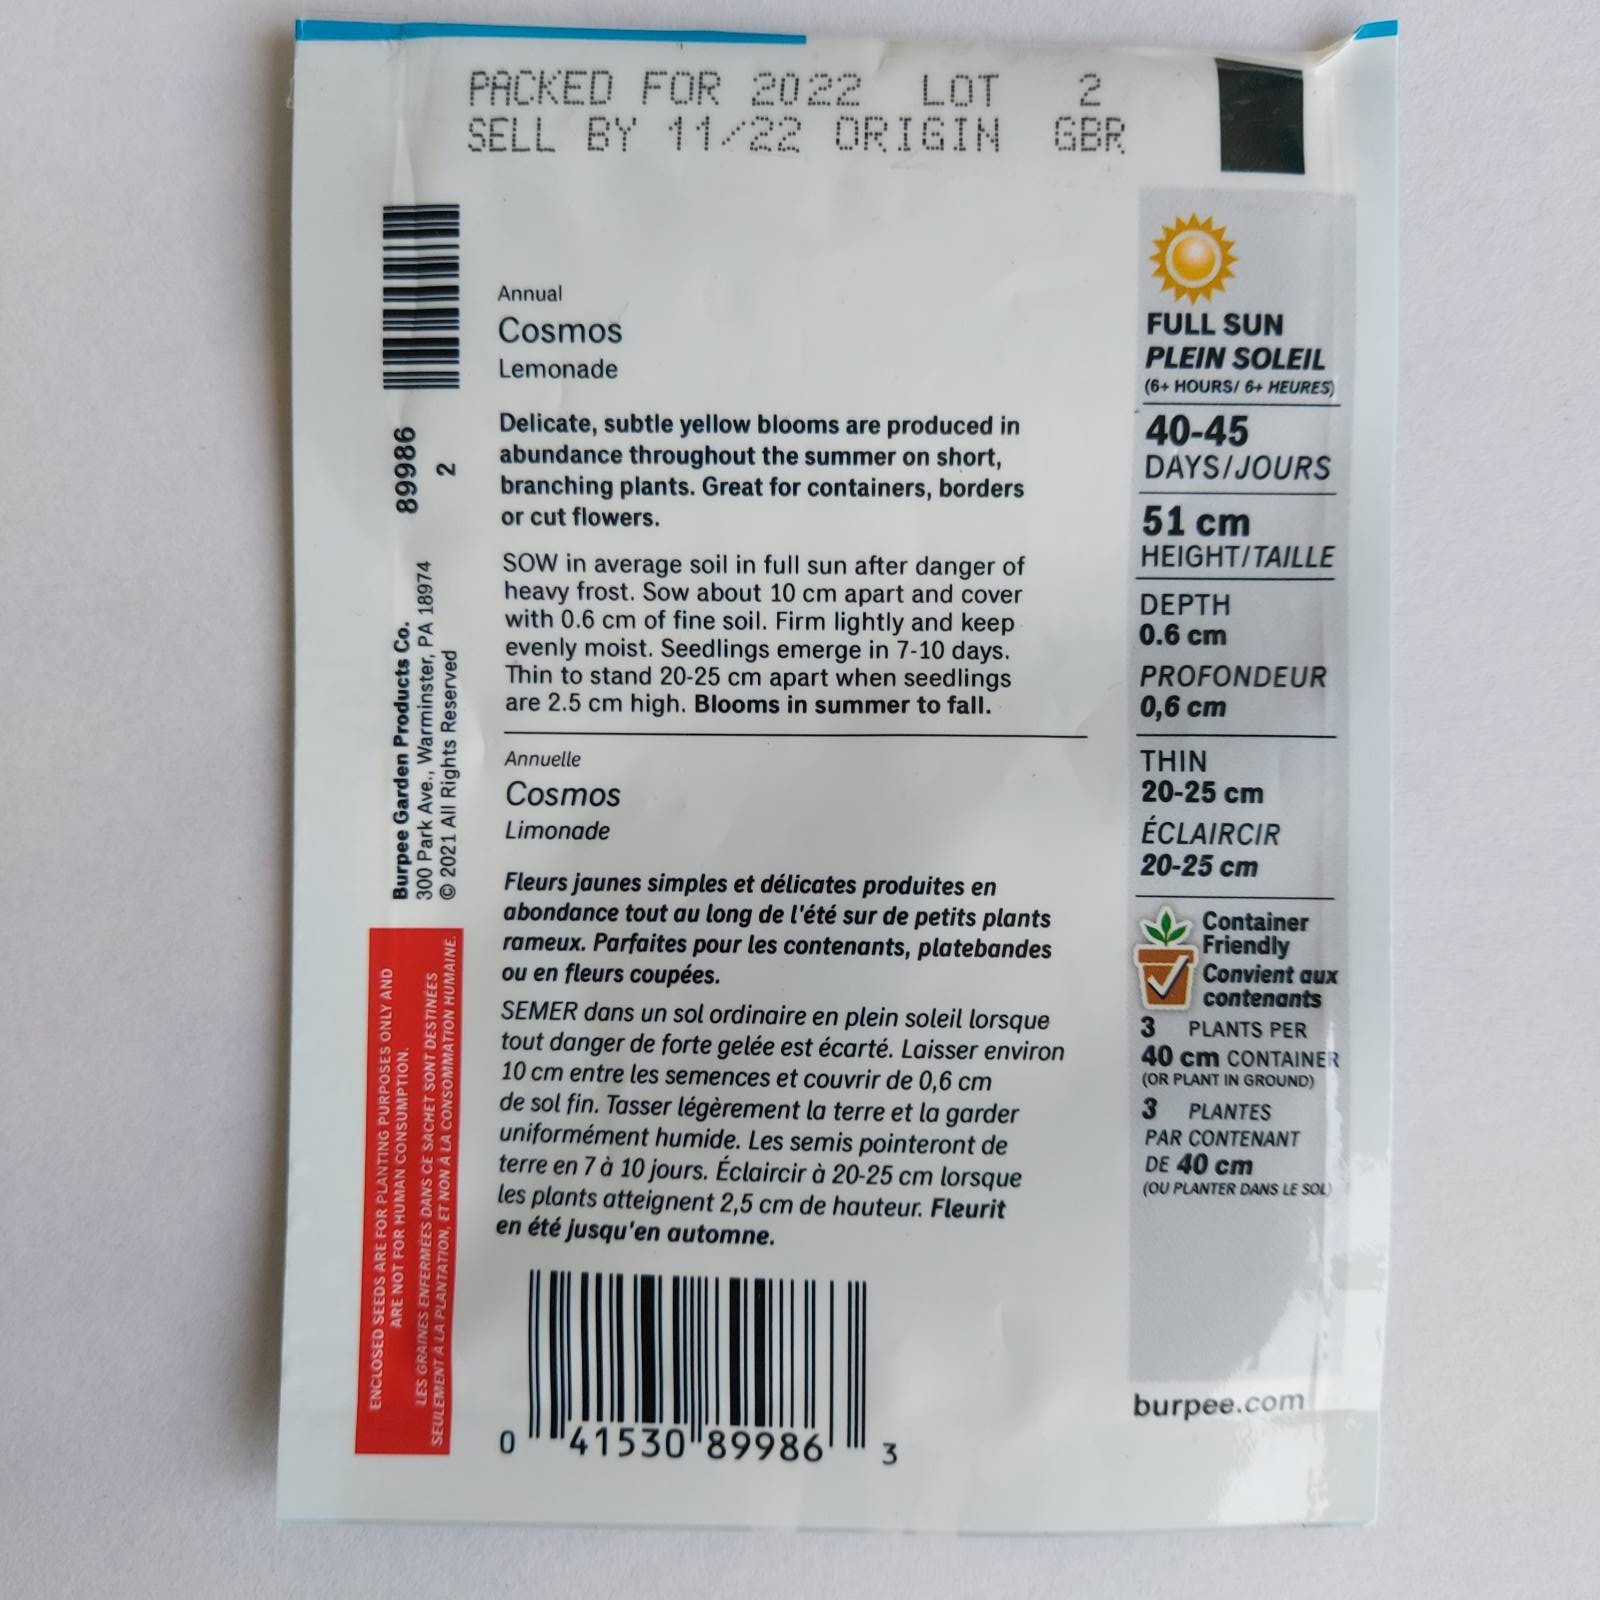 PACKED FOR 2022 LOT 2
SELL BY 11/22 ORIGIN GBR
Annual
Cosmos
Lemonade
Delicate, subtle yellow blooms are produced in
abundance throughout the summer on short,
branching plants. Great for containers, borders
or cut flowers.
SOW in average soil in full sun after danger of
heavy frost. Sow about 10 cm apart and cover
with 0.6 cm of fine soil. Firm lightly and keep
evenly moist. Seedlings emerge in 7-10 days.
Thin to stand 20-25 cm apart when seedlings
are 2.5 cm high. Blooms in summer to fall.
Annuelle
Cosmos
Limonade
Fleurs jaunes simples et délicates produites en
abondance tout au long de l'été sur de petits plants
rameux. Parfaites pour les contenants, platebandes
ou en fleurs coupées.
SEMER dans un sol ordinaire en plein soleil lorsque
tout danger de forte gelée est écarté. Laisser environ
10 cm entre les semences et couvrir de 0,6 cm
de sol fin. Tasser légèrement la terre et la garder
uniformément humide. Les semis pointeront de
terre en 7 à 10 jours. Éclaircir à 20-25 cm lorsque
les plants atteignent 2,5 cm de hauteur. Fleurit
en été jusqu'en automne.
0 41530 89986 3
89986
2
Burpee Garden Products Co.
300 Park Ave., Warminster, PA 18974
© 2021 All Rights Reserved
ENCLOSED SEEDS ARE FOR PLANTING PURPOSES ONLY AND
ARE NOT FOR HUMAN CONSUMPTION.
LES GRAINES ENFERMÉES DANS CE SACHET SONT DESTINÉES
SEULEMENT À LA PLANTATION, ET NON À LA CONSOMMATION HUMAINE.
FULL SUN
PLEIN SOLEIL
(6+ HOURS/ 6+ HEURES)
40-45
DAYS/JOURS
51 cm
HEIGHT/TAILLE
DEPTH
0.6 cm
PROFONDEUR
0,6 cm
THIN
20-25 cm
ÉCLAIRCIR
20-25 cm
Container
Friendly
Convient aux
contenants
3 PLANTS PER
40 cm CONTAINER
(OR PLANT IN GROUND)
3 PLANTES
PAR CONTENANT
DE 40 cm
(OU PLANTER DANS LE SOL)
burpee.com